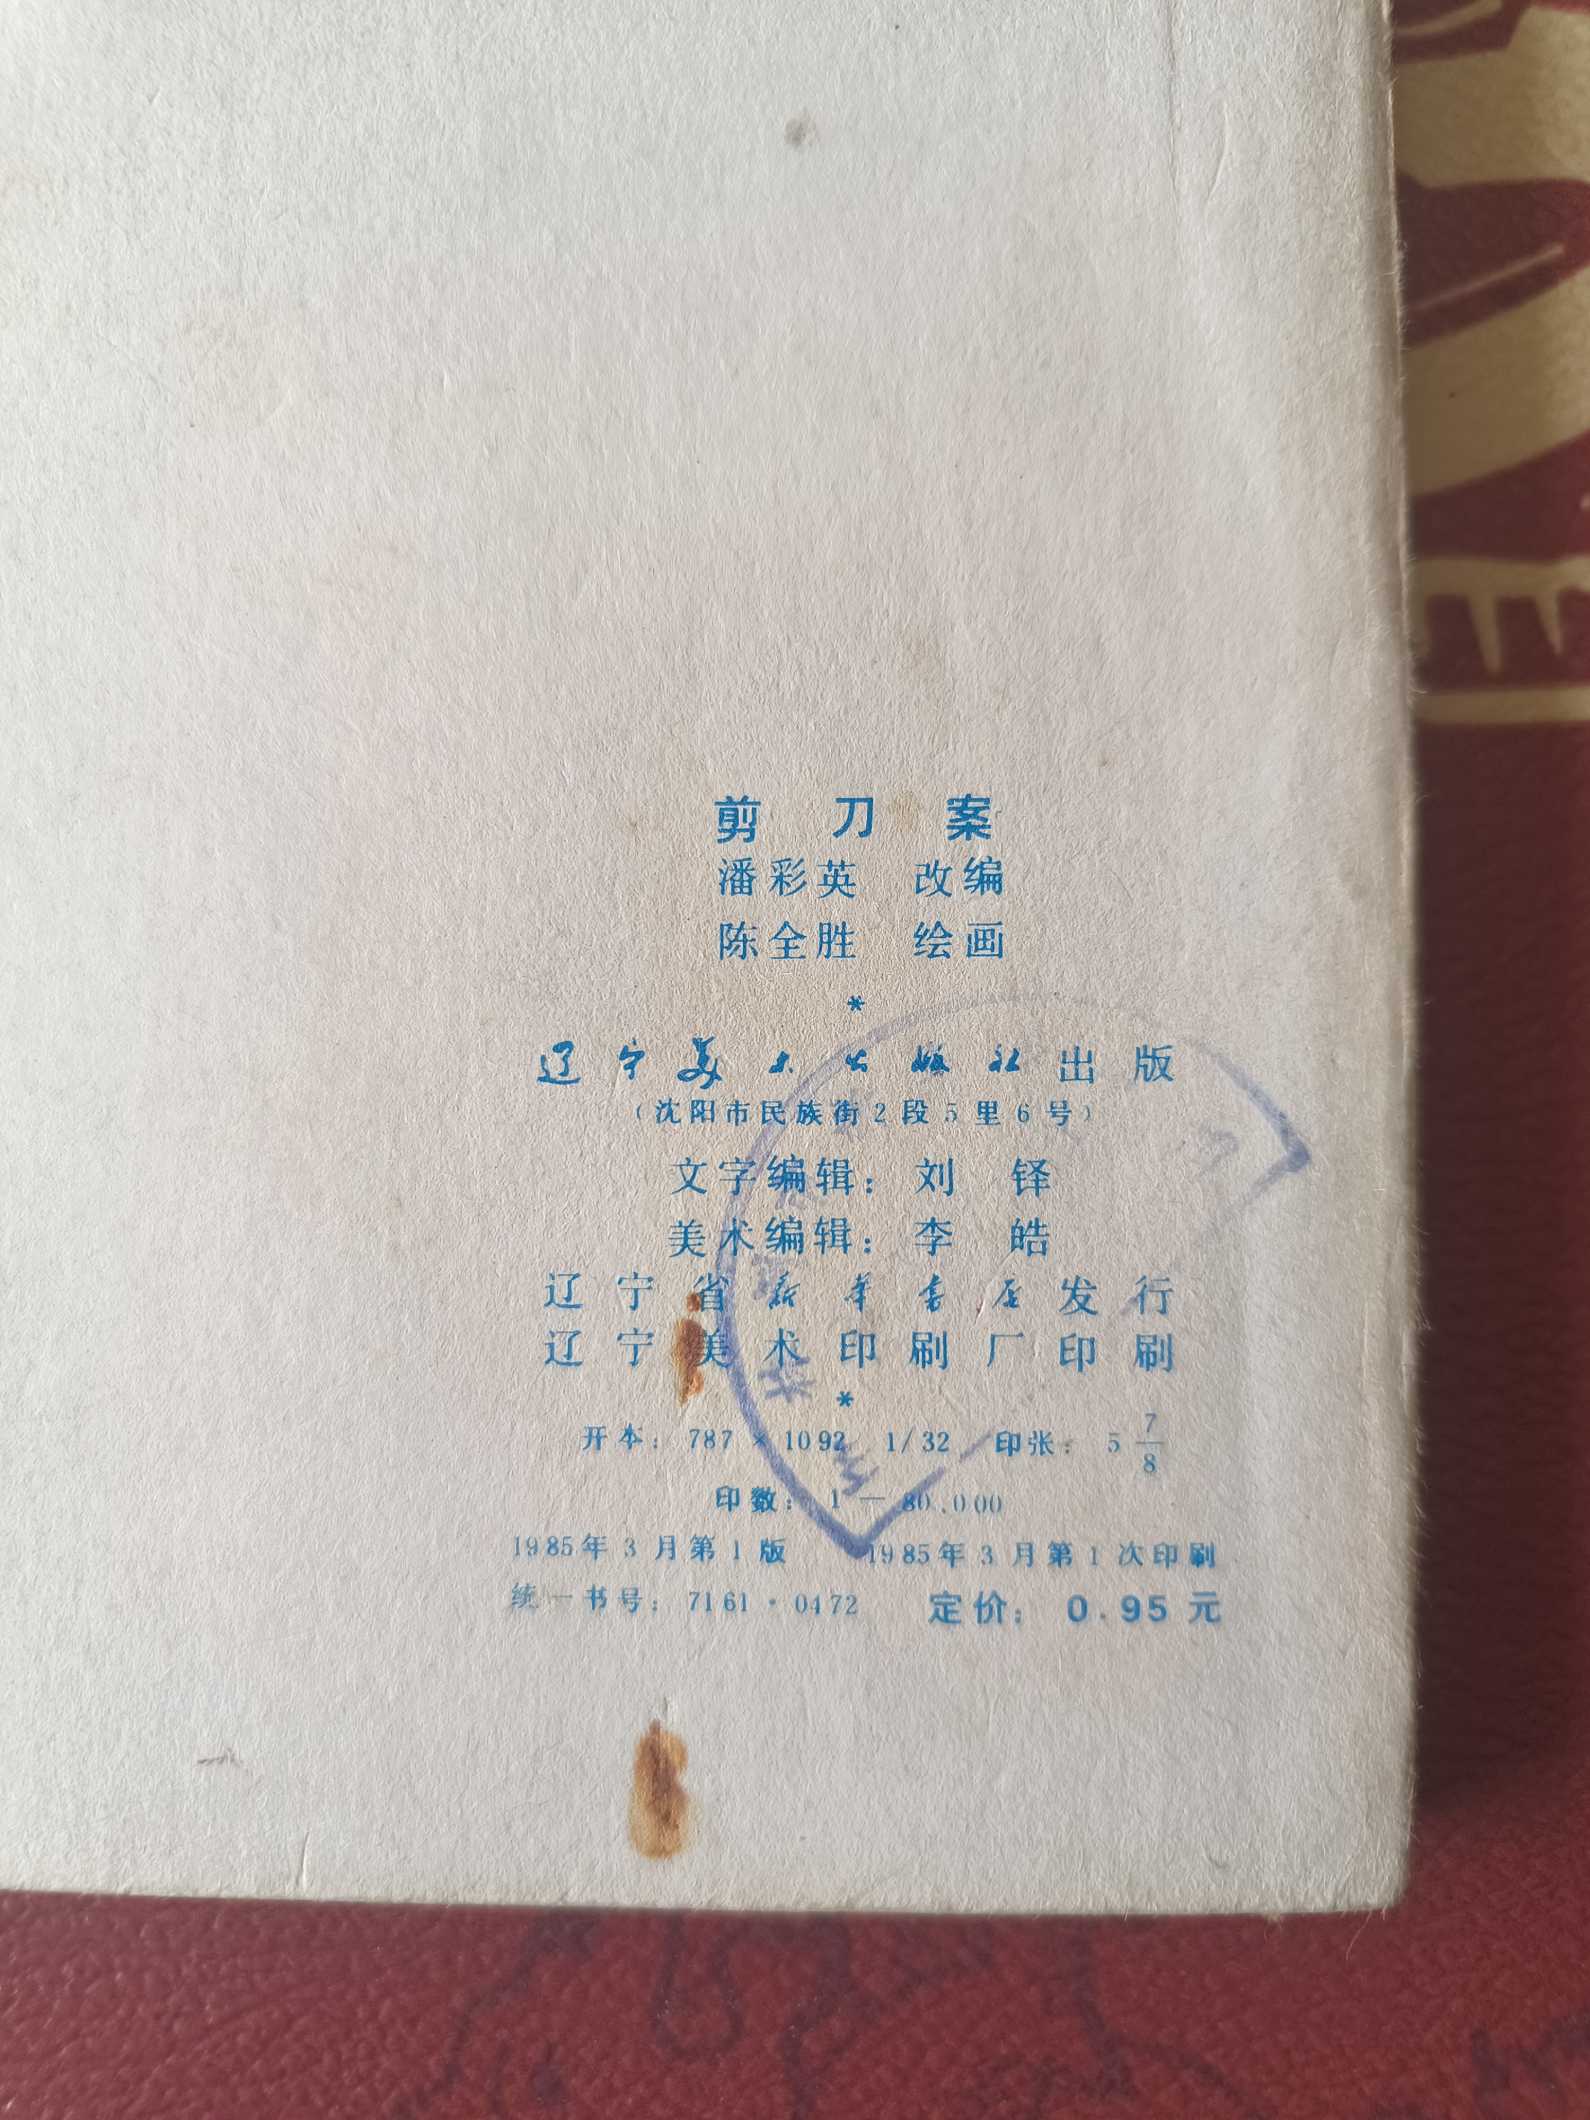 剪刀案
潘彩英 改编
陈全胜 绘画
*
辽宁美术出版社出版
(沈阳市民族街2段5里6号)
文字编辑:刘 铎
美术编辑:李 皓
辽宁省新华书店发行
辽宁美术印刷厂印刷
*
开本:787×1092 1/32 印张:5 7/8
印数:1—80,000
1985年3月第1版 1985年3月第1次印刷
统一书号:7161·0472 定价:0.95元